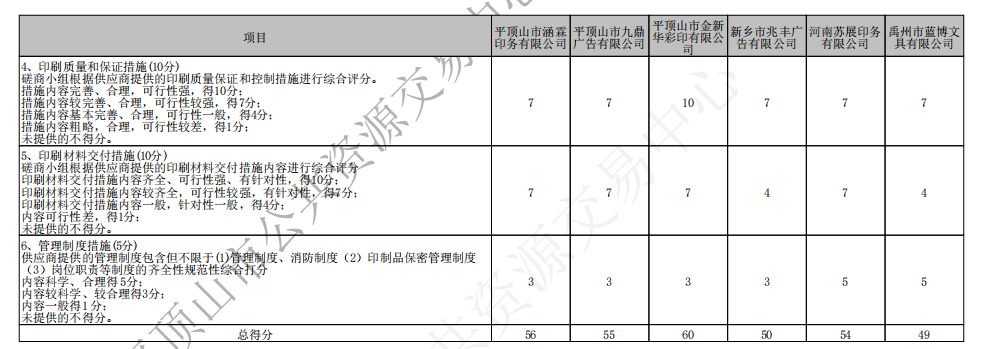 项目
平顶山市涵霖印务有限公司
平顶山市九鼎广告有限公司
平顶山市金新华彩印有限公司
新乡市兆丰广告有限公司
河南苏展印务有限公司
禹州市蓝博文具有限公司
4、印刷质量和保证措施(10分)
磋商小组根据供应商提供的印刷质量保证和控制措施进行综合评分。
措施内容完善、合理，可行性强，得10分；
措施内容较完善、合理，可行性较强，得7分；
措施内容基本完善、合理，可行性一般，得4分；
措施内容粗略，合理，可行性较差，得1分；
未提供的不得分。
7 7 10 7 7 7
5、印刷材料交付措施(10分)
磋商小组根据供应商提供的印刷材料交付措施内容进行综合评分
印刷材料交付措施内容齐全、可行性强、有针对性，得10分；
印刷材料交付措施内容较齐全，可行性较强，有针对性，得7分；
印刷材料交付措施内容一般，针对性一般，得4分；
内容可行性差，得1分；
未提供的不得分。
7 7 7 4 7 4
6、管理制度措施(5分)
供应商提供的管理制度包含但不限于(1)管理制度、消防制度（2）印制品保密管理制度
（3）岗位职责等制度的齐全性规范性综合打分
内容科学、合理得5分；
内容较科学、较合理得3分；
内容一般得1分；
未提供的不得分。
3 3 3 3 5 5
总得分 56 55 60 50 54 49
平顶山市公共资源交易中心
共资源交易中心